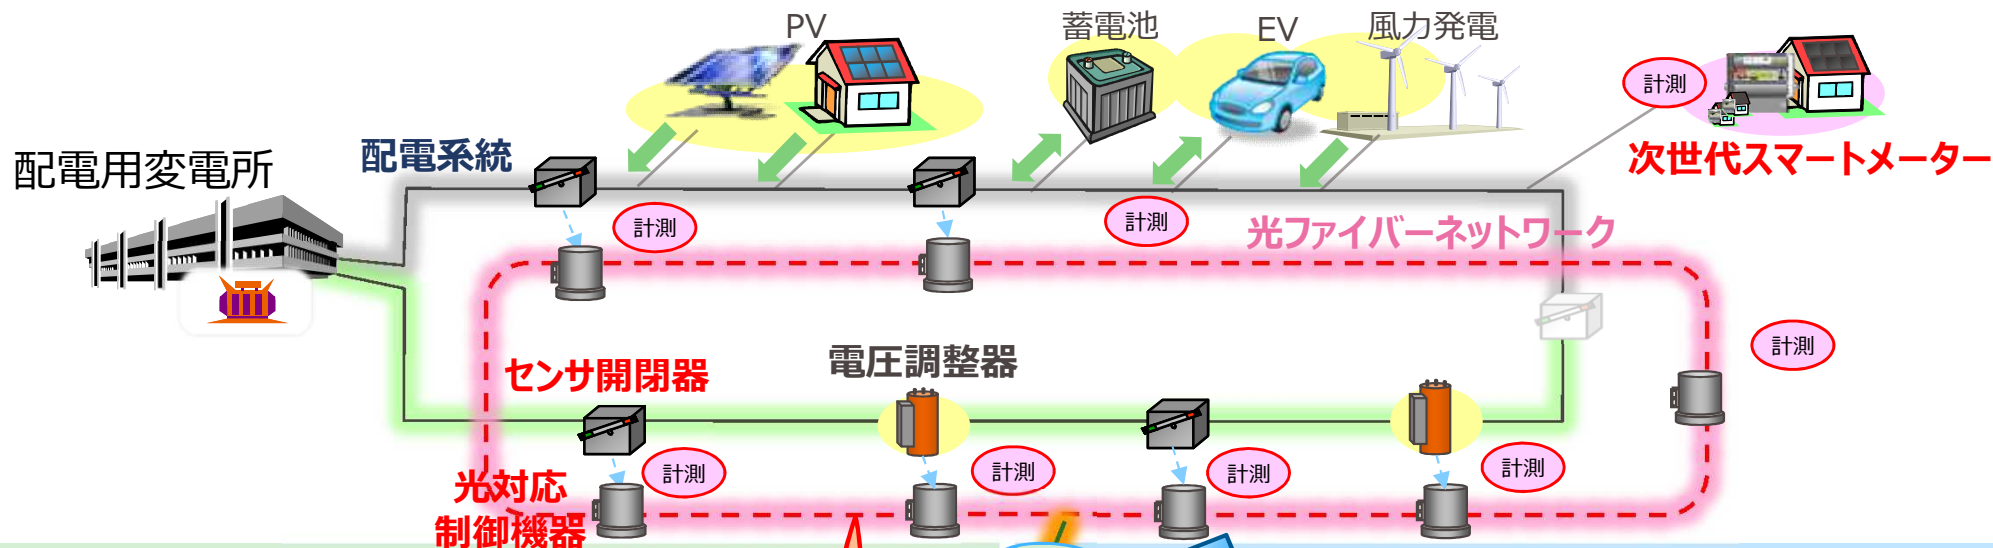 PV
蓄電池
EV
風力発電
計測
配電系統
配電用変電所
次世代スマートメーター
計測
計測
光ファイバーネットワーク
計測
センサ開閉器
電圧調整器
計測
計測
計測
計測
光対応
制御機器